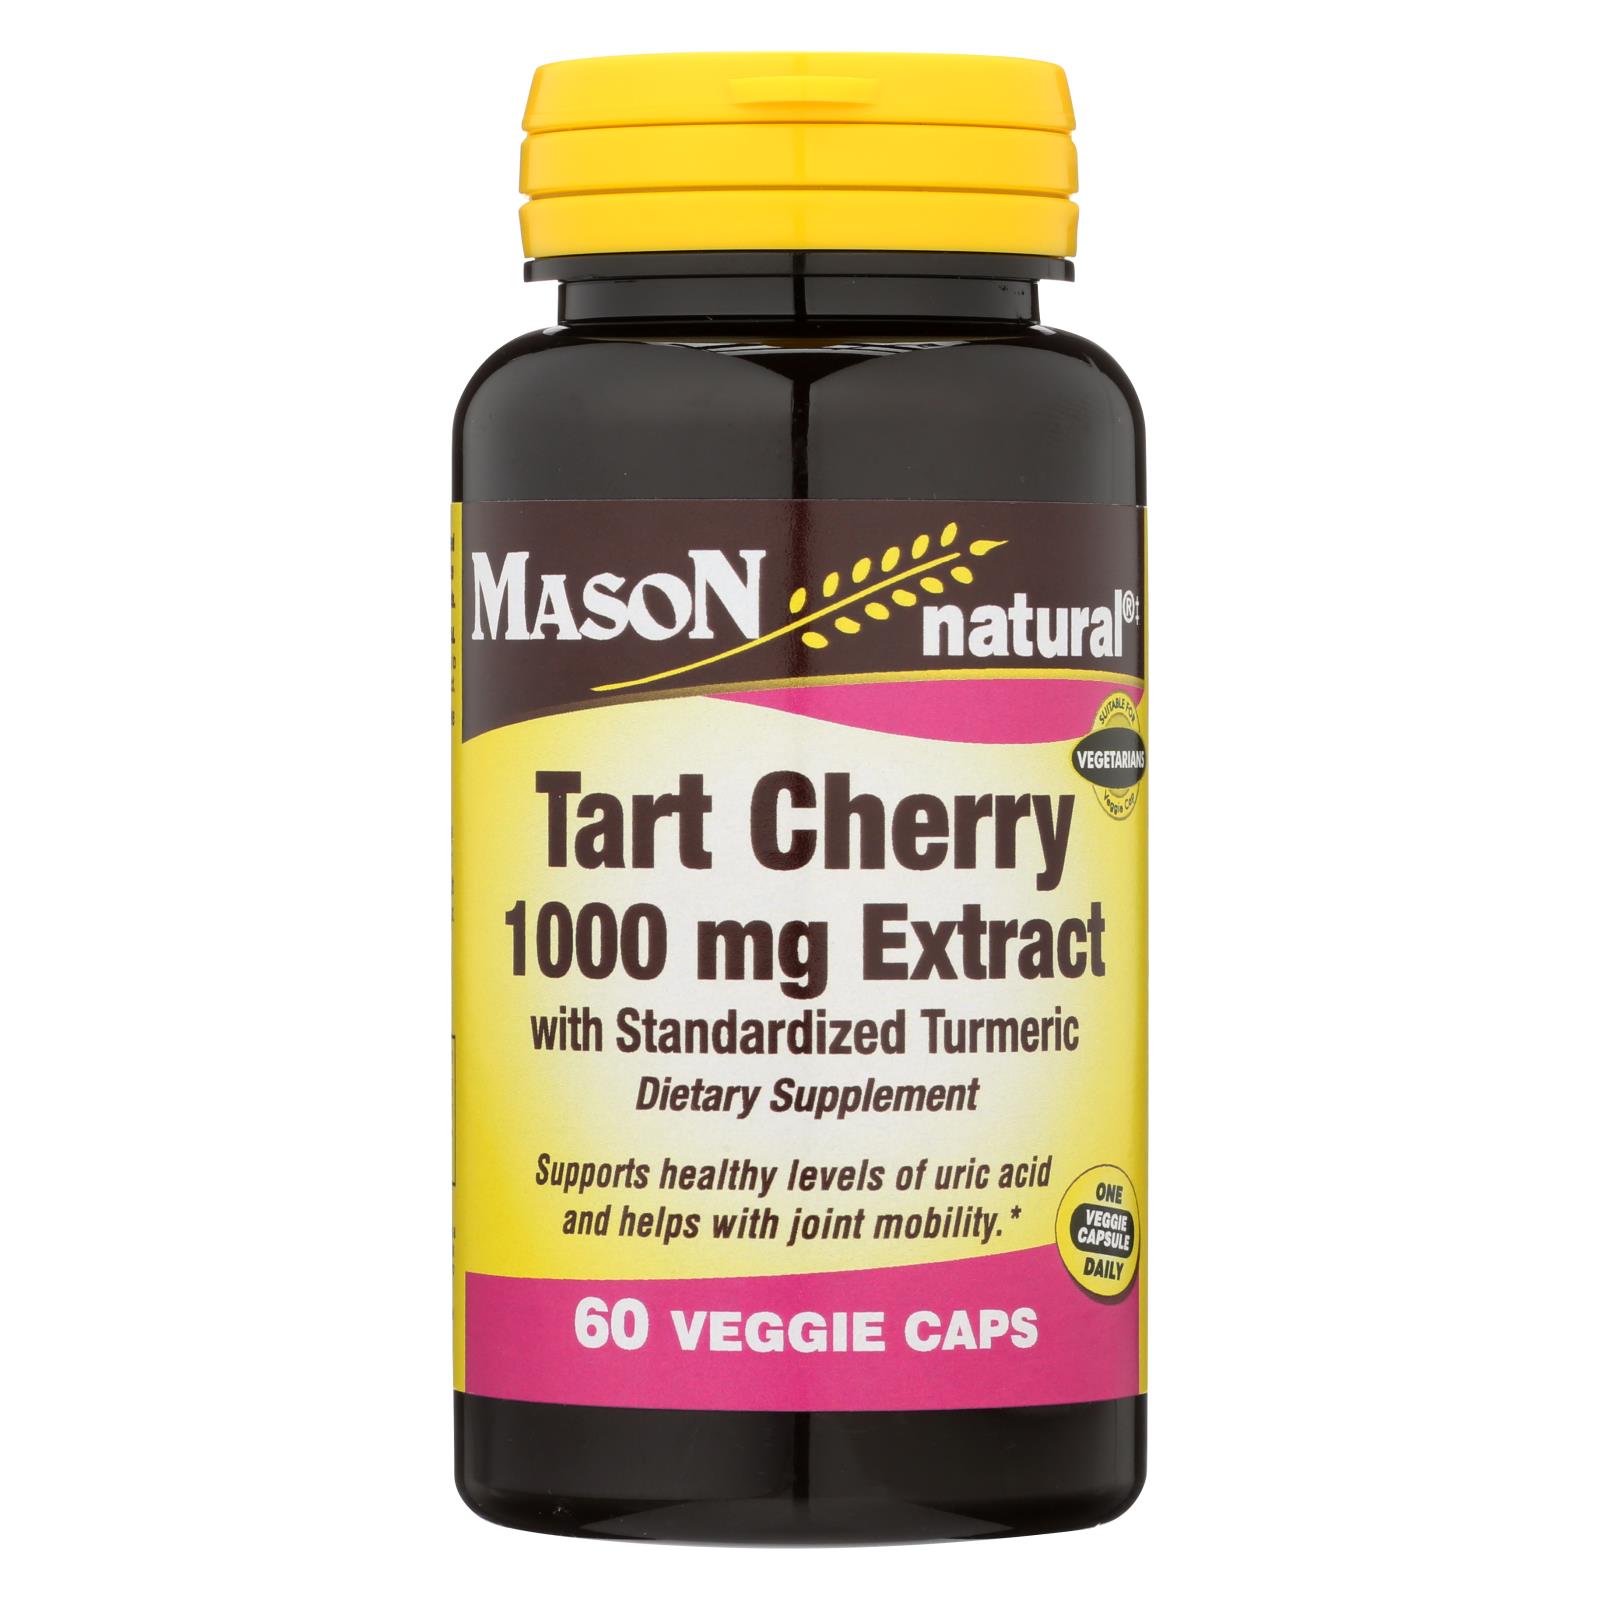 MASON
natural®‡
SUITABLE FOR
VEGETARIANS
Veggie Cap
Tart Cherry
1000 mg Extract
with Standardized Turmeric
Dietary Supplement
Supports healthy levels of uric acid
and helps with joint mobility.*
ONE
VEGGIE
CAPSULE
DAILY
60 VEGGIE CAPS